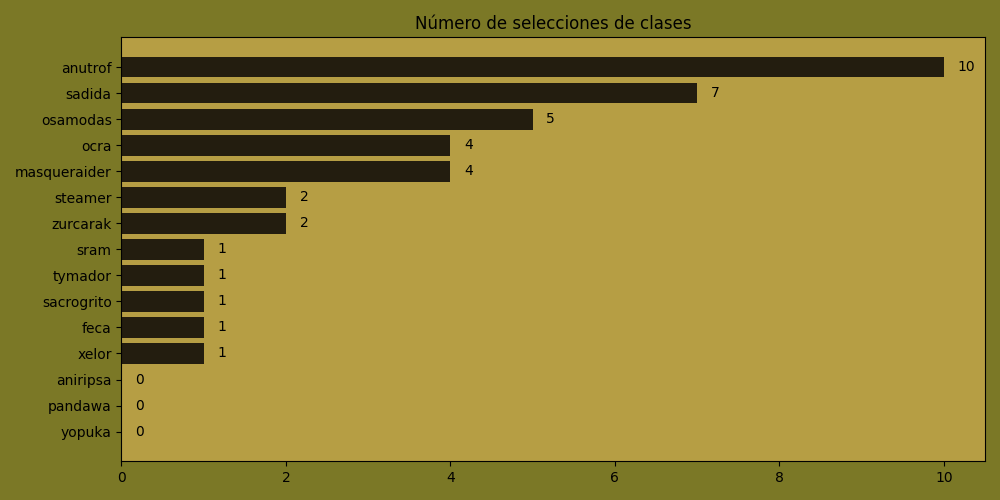 Número de selecciones de clases
anutrof 10
sadida 7
osamodas 5
ocra 4
masqueraider 4
steamer 2
zurcarak 2
sram 1
tymador 1
sacrogrito 1
feca 1
xelor 1
aniripsa 0
pandawa 0
yopuka 0
0 2 4 6 8 10